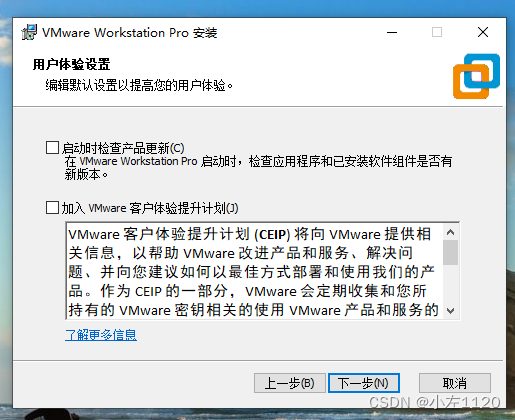 VMware Workstation Pro 安装
用户体验设置
编辑默认设置以提高您的用户体验。
启动时检查产品更新(C)
在 VMware Workstation Pro 启动时，检查应用程序和已安装软件组件是否有
新版本。
加入 VMware 客户体验提升计划(J)
VMware 客户体验提升计划 (CEIP) 将向 VMware 提供相
关信息，以帮助 VMware 改进产品和服务、解决问
题、并向您建议如何以最佳方式部署和使用我们的产
品。作为 CEIP 的一部分，VMware 会定期收集和您所
持有的 VMware 密钥相关的使用 VMware 产品和服务的
了解更多信息
上一步(B)
下一步(N)
取消
CSDN @小左1120